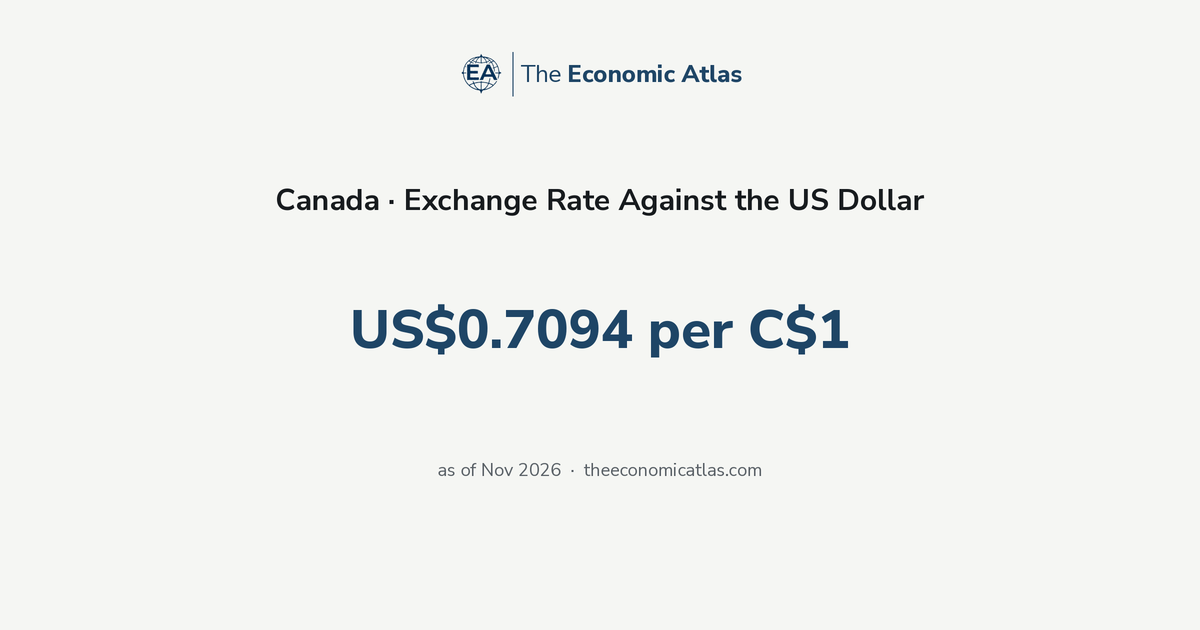 EA The Economic Atlas
Canada · Exchange Rate Against the US Dollar
US$0.7094 per C$1
as of Nov 2026 · theeconomicatlas.com